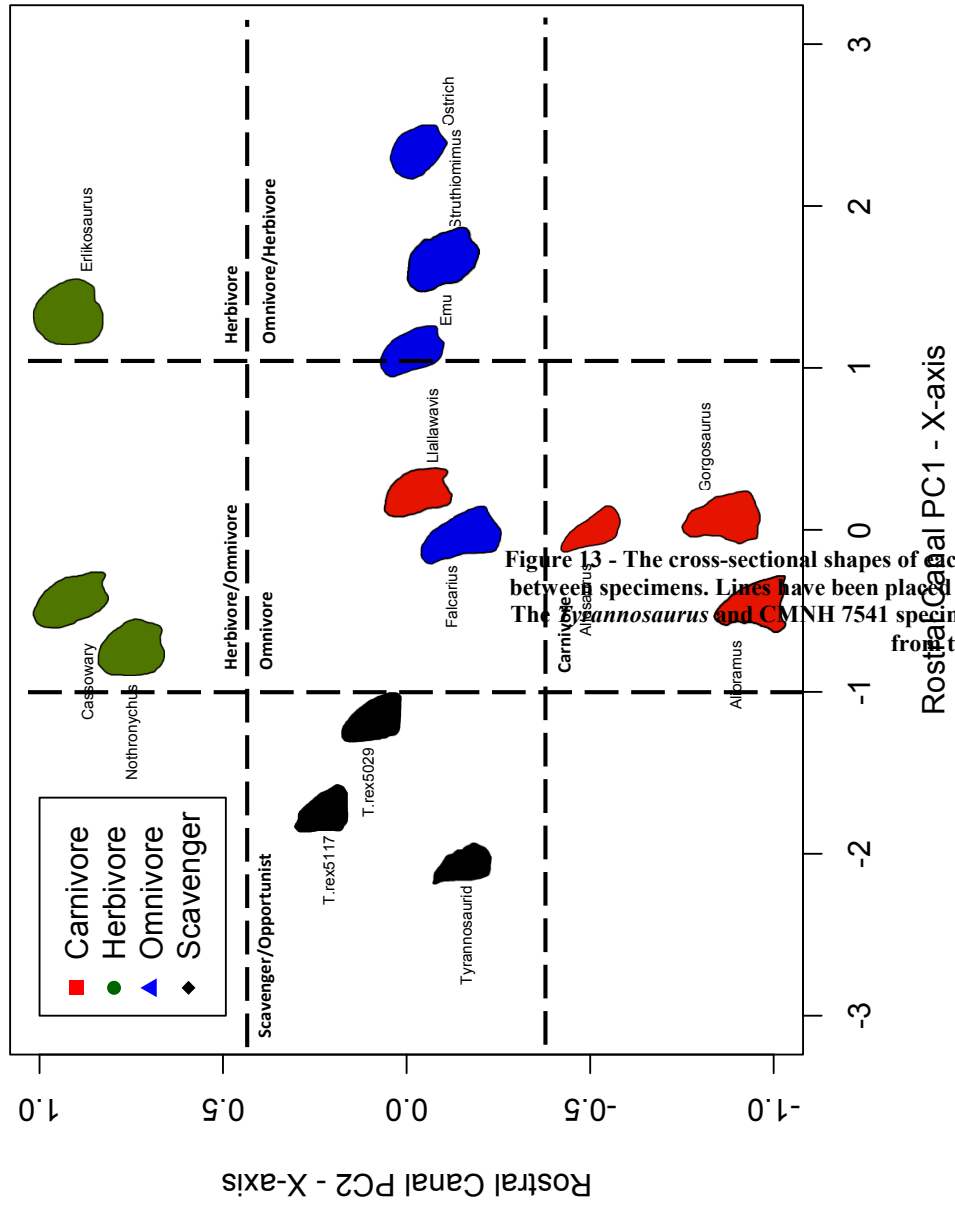 Carnivore
Herbivore
Omnivore
Scavenger
Erlikosaurus
Cassowary
Nothronychus
Herbivore/Omnivore
Omnivore
Herbivore
Omnivore/Herbivore
Scavenger/Opportunist
T.rex5117
T.rex5029
Tyrannosaurid
Falcarius
Llallawavis
Emu
Struthiomimus
Ostrich
Carnivore
Gorgosaurus
Alioramus
Figure 13 - The cross-sectional shapes of
between specimens. Lines have been placed
The Tyrannosaurus and CMNH 7541
from
1.0
0.5
0.0
-0.5
-1.0
-3
-2
-1
0
1
2
3
Rostral Canal PC2 - X-axis
Rostral Canal PC1 - X-axis